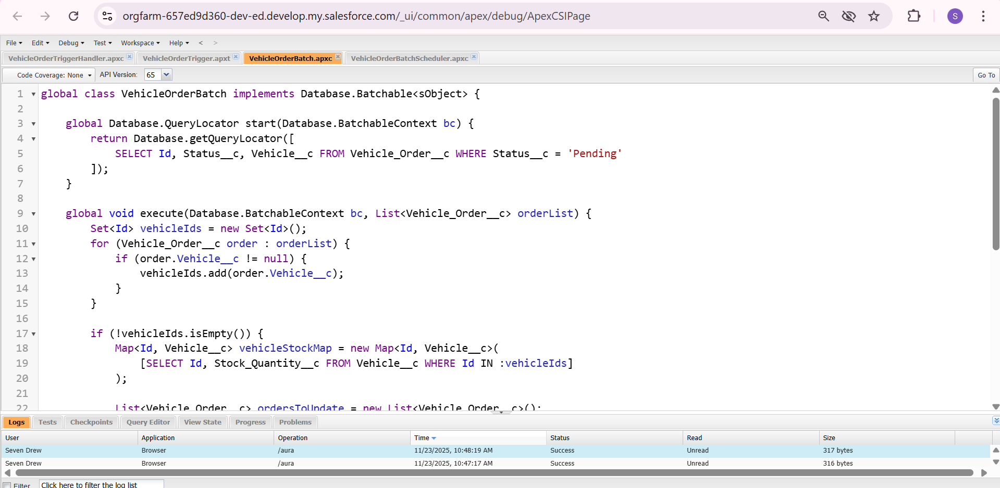 orgfarm-657ed9d360-dev-ed.develop.my.salesforce.com/_ui/common/apex/debug/ApexCSIPage
S
File Edit Debug Test Workspace Help < >
VehicleOrderTriggerHandler.apxc VehicleOrderTrigger.apxt VehicleOrderBatch.apxc VehicleOrderBatchScheduler.apxc
Code Coverage: None API Version: 65 Go To
1 global class VehicleOrderBatch implements Database.Batchable<sObject> {
2
3 global Database.QueryLocator start(Database.BatchableContext bc) {
4 return Database.getQueryLocator([
5 SELECT Id, Status__c, Vehicle__c FROM Vehicle_Order__c WHERE Status__c = 'Pending'
6 ]);
7 }
8
9 global void execute(Database.BatchableContext bc, List<Vehicle_Order__c> orderList) {
10 Set<Id> vehicleIds = new Set<Id>();
11 for (Vehicle_Order__c order : orderList) {
12 if (order.Vehicle__c != null) {
13 vehicleIds.add(order.Vehicle__c);
14 }
15 }
16
17 if (!vehicleIds.isEmpty()) {
18 Map<Id, Vehicle__c> vehicleStockMap = new Map<Id, Vehicle__c>(
19 [SELECT Id, Stock_Quantity__c FROM Vehicle__c WHERE Id IN :vehicleIds]
20 );
21
22 List<Vehicle_Order__c> ordersToUpdate = new List<Vehicle_Order__c>();
Logs Tests Checkpoints Query Editor View State Progress Problems
User Application Operation Time Status Read Size
Seven Drew Browser /aura 11/23/2025, 10:48:19 AM Success Unread 317 bytes
Seven Drew Browser /aura 11/23/2025, 10:47:17 AM Success Unread 316 bytes
Filter Click here to filter the log list